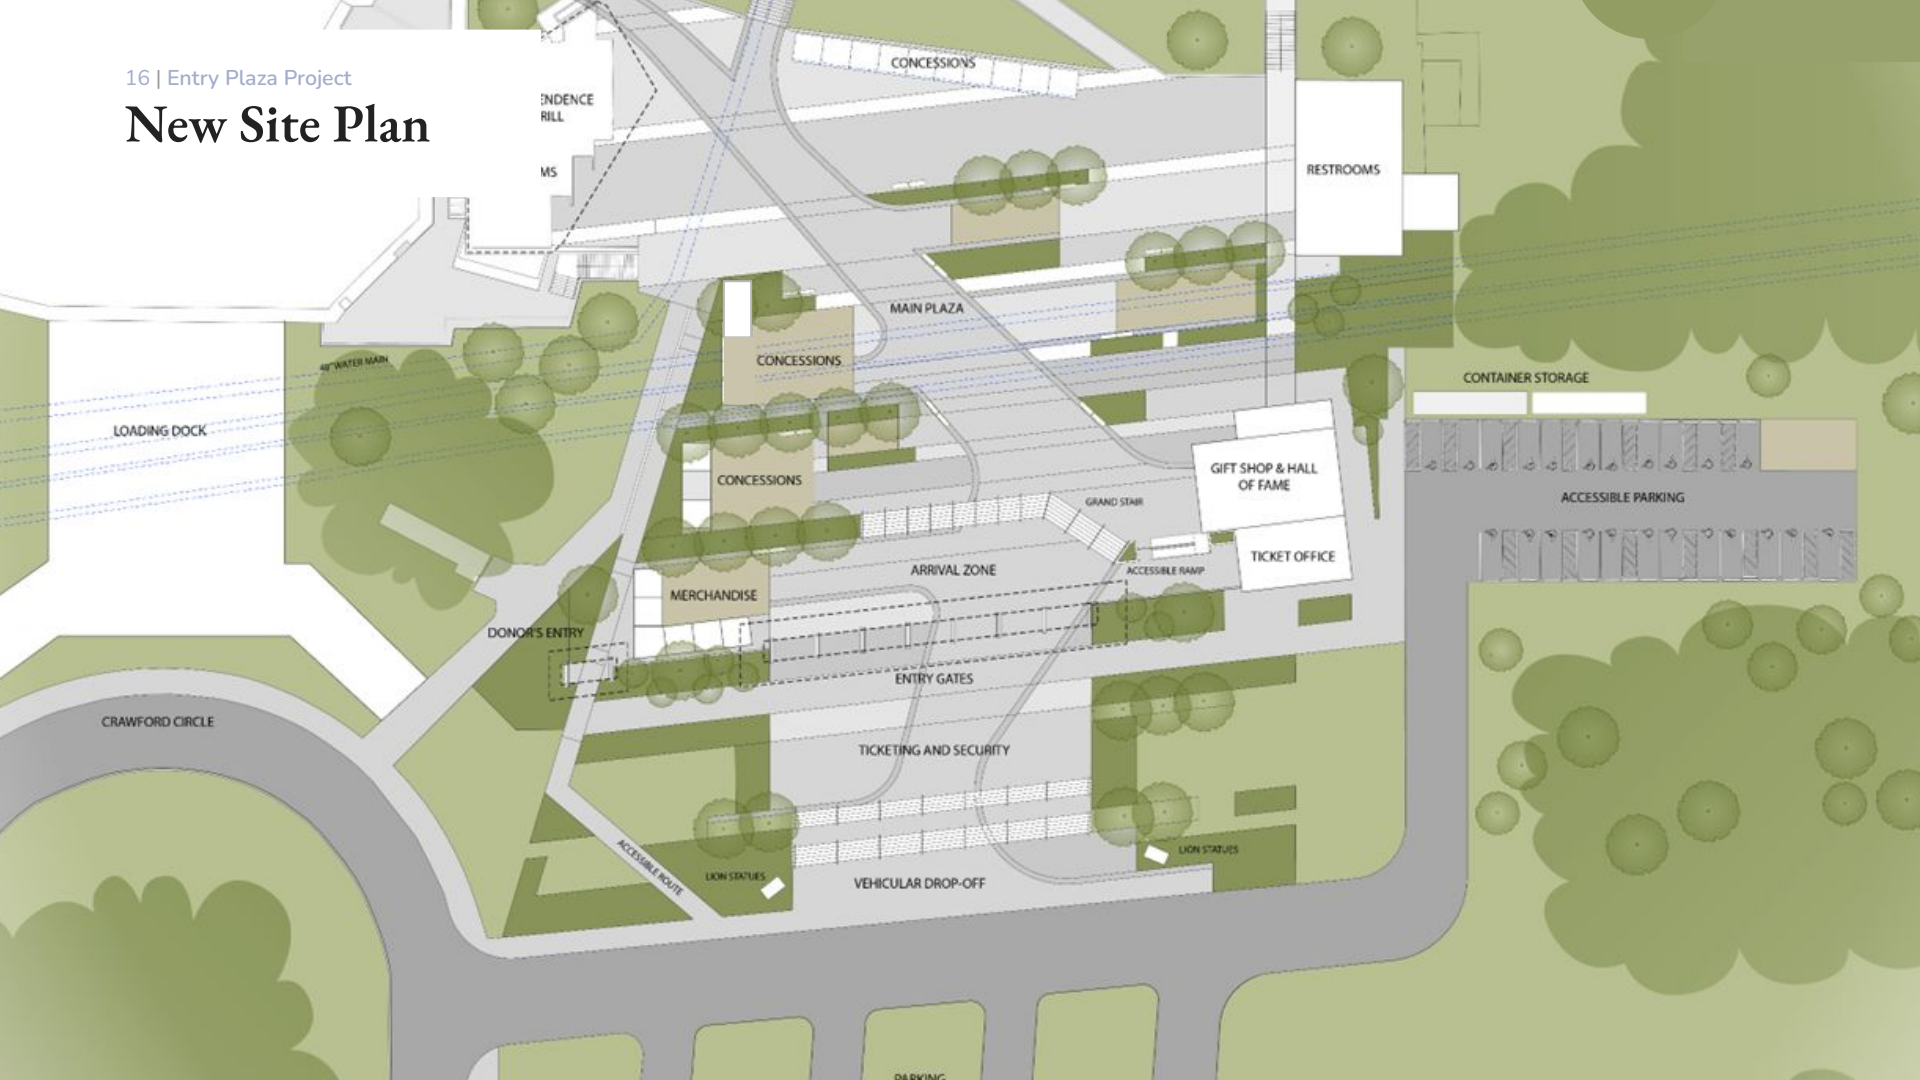 16 | Entry Plaza Project
New Site Plan
CONCESSIONS
ENDENCE
RILL
MS
RESTROOMS
MAIN PLAZA
CONCESSIONS
48" WATER MAIN
CONTAINER STORAGE
LOADING DOCK
GIFT SHOP & HALL
OF FAME
CONCESSIONS
GRAND STAIR
ACCESSIBLE PARKING
TICKET OFFICE
ARRIVAL ZONE
ACCESSIBLE RAMP
MERCHANDISE
DONOR'S ENTRY
ENTRY GATES
CRAWFORD CIRCLE
TICKETING AND SECURITY
ACCESSIBLE ROUTE
LION STATUES
LION STATUES
VEHICULAR DROP-OFF
PARKING